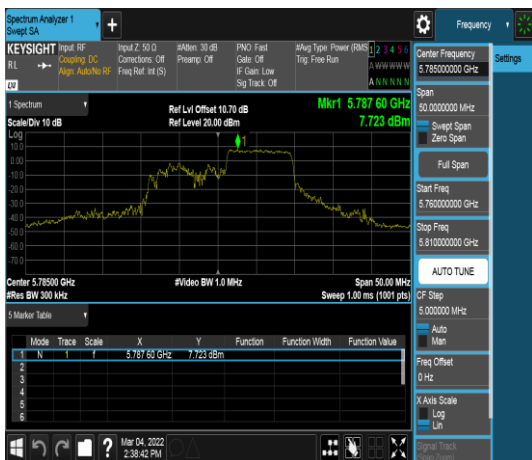 Spectrum Analyzer 1
Swept SA
Frequency
KEYSIGHT
RL
LXI
Input: RF
Coupling: DC
Align: Auto/No RF
Input Z: 50 Ω
Corrections: Off
Freq Ref: Int (S)
#Atten: 30 dB
Preamp: Off
PNO: Fast
Gate: Off
IF Gain: Low
Sig Track: Off
#Avg Type: Power (RMS
Trig: Free Run
1 2 3 4 5 6
A W W W W W
A N N N N N
1 Spectrum
Scale/Div 10 dB
Ref Lvl Offset 10.70 dB
Ref Level 20.00 dBm
Mkr1 5.787 60 GHz
7.723 dBm
Log
10.0
0.00
-10.0
-20.0
-30.0
-40.0
-50.0
-60.0
-70.0
1
Center 5.78500 GHz
#Res BW 300 kHz
#Video BW 1.0 MHz
Span 50.00 MHz
Sweep 1.00 ms (1001 pts)
5 Marker Table
Mode Trace Scale X Y Function Function Width Function Value
1 N 1 f 5.787 60 GHz 7.723 dBm
2
3
4
5
6
Mar 04, 2022
2:38:42 PM
Center Frequency
5.785000000 GHz
Span
50.0000000 MHz
Swept Span
Zero Span
Full Span
Start Freq
5.760000000 GHz
Stop Freq
5.810000000 GHz
AUTO TUNE
CF Step
5.000000 MHz
Auto
Man
Freq Offset
0 Hz
X Axis Scale
Log
Lin
Signal Track
(Span Zoom)
Settings